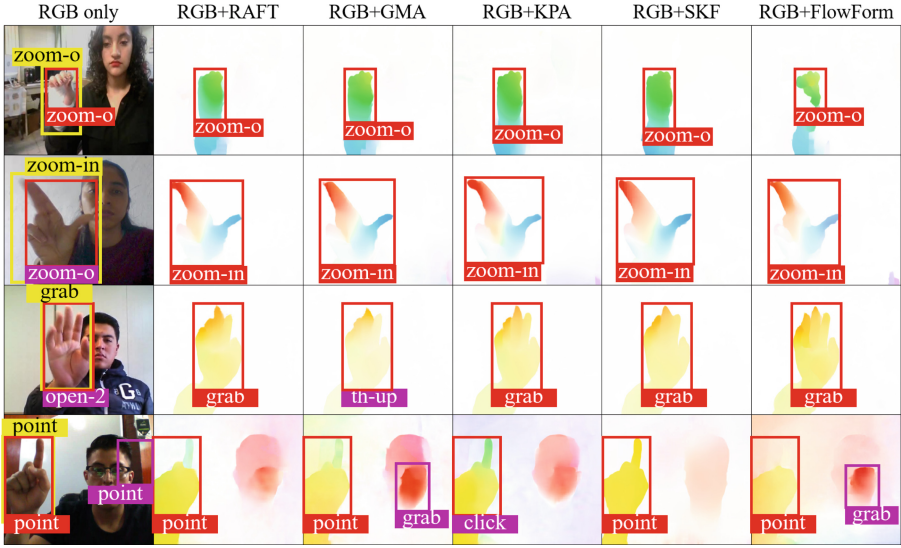 RGB only RGB+RAFT RGB+GMA RGB+KPA RGB+SKF RGB+FlowForm
zoom-o
zoom-o zoom-o zoom-o zoom-o zoom-o zoom-o
zoom-in
zoom-o zoom-in zoom-in zoom-in zoom-in zoom-in
grab
G
open-2 grab th-up grab grab grab
point
point
point point point grab click point point grab